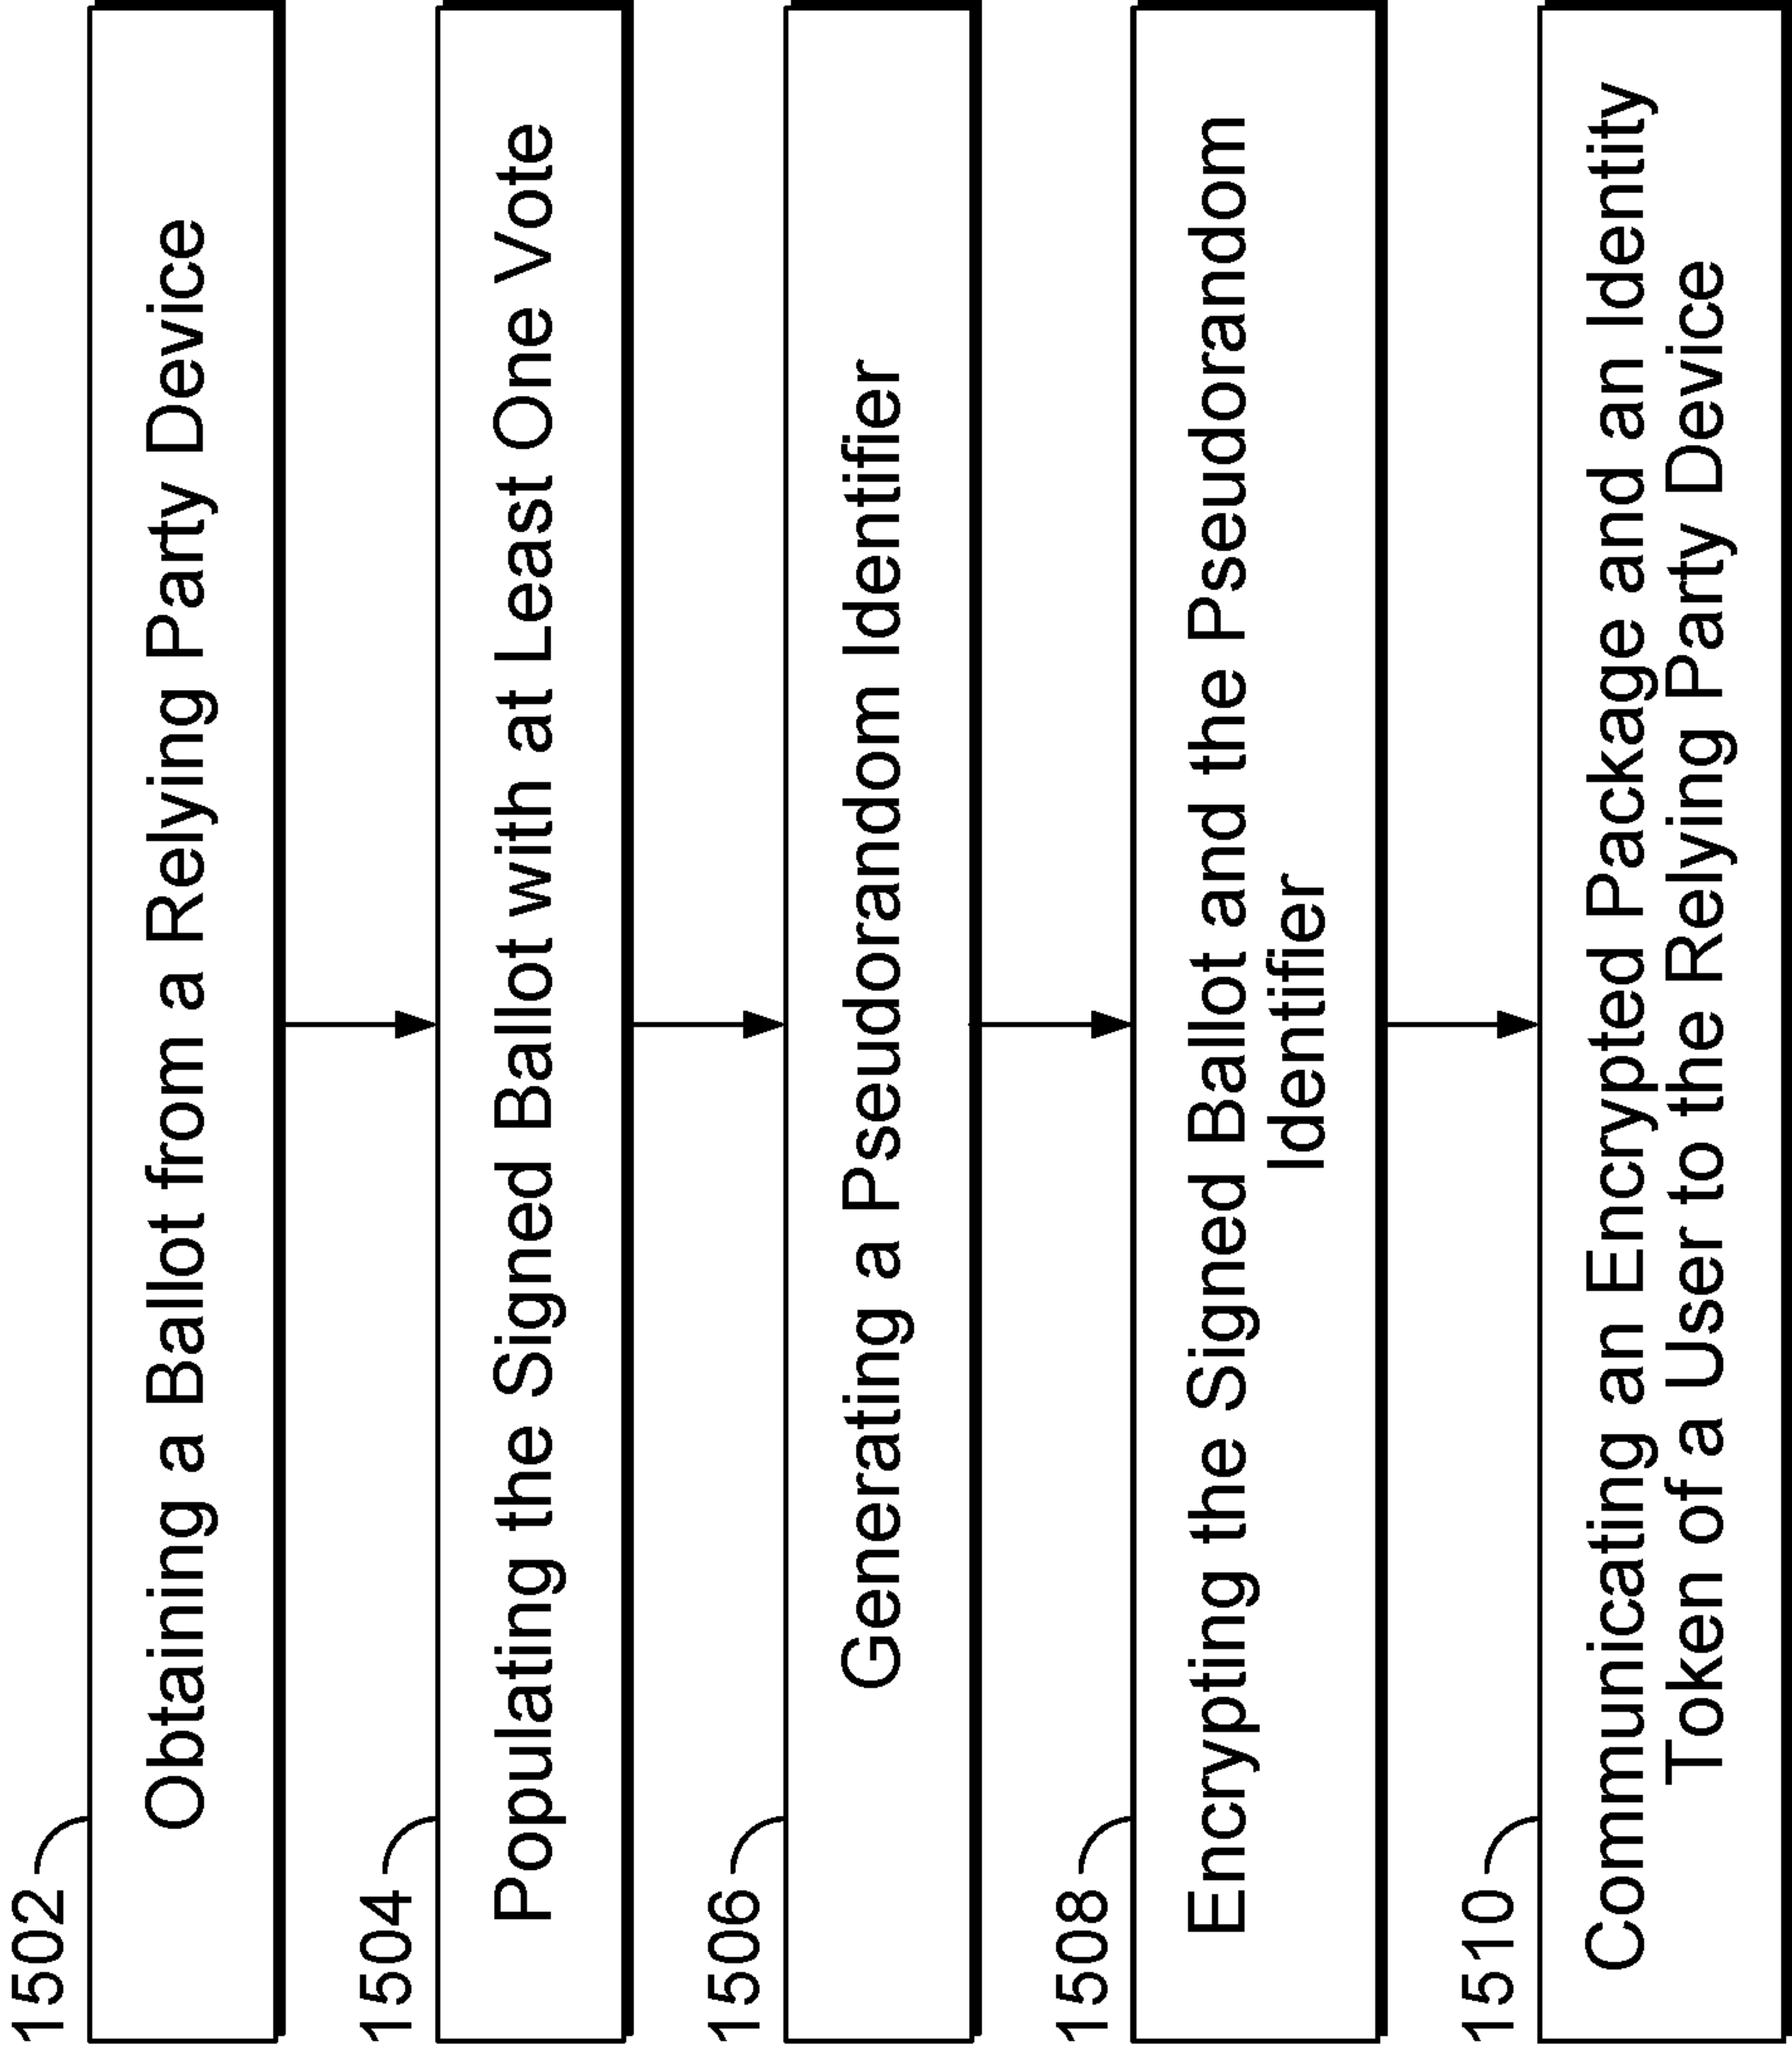 1502
Obtaining a Ballot from a Relying Party Device
1504
Populating the Signed Ballot with at Least One Vote
1506
Generating a Pseudorandom Identifier
1508
Encrypting the Signed Ballot and the Pseudorandom
Identifier
1510
Communicating an Encrypted Package and an Identity
Token of a User to the Relying Party Device